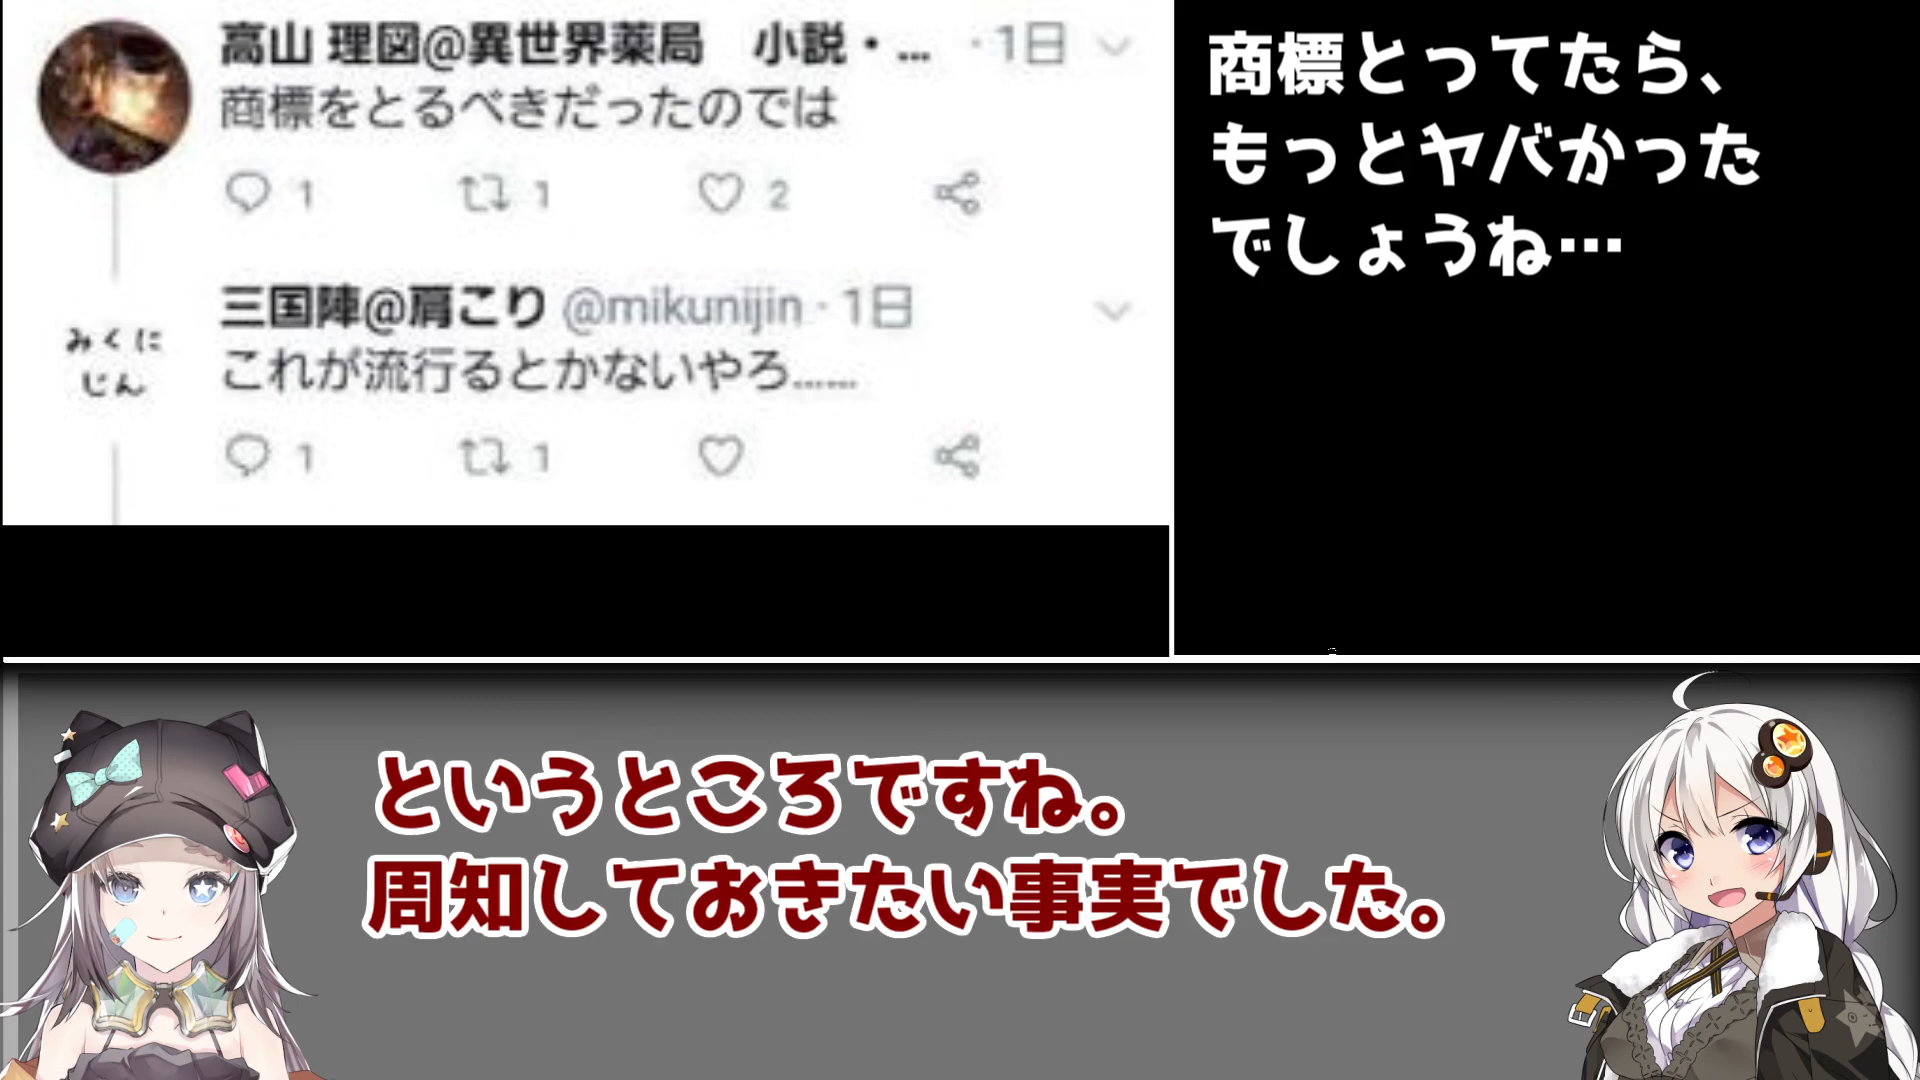 高山 理図@異世界薬局　小説・... · 1日
商標をとるべきだったのでは
1 1 2
みくに
じん
三国陣@肩こり @mikunijin · 1日
これが流行るとかないやろ......
1 1
商標とってたら、
もっとヤバかった
でしょうね…
というところですね。
周知しておきたい事実でした。